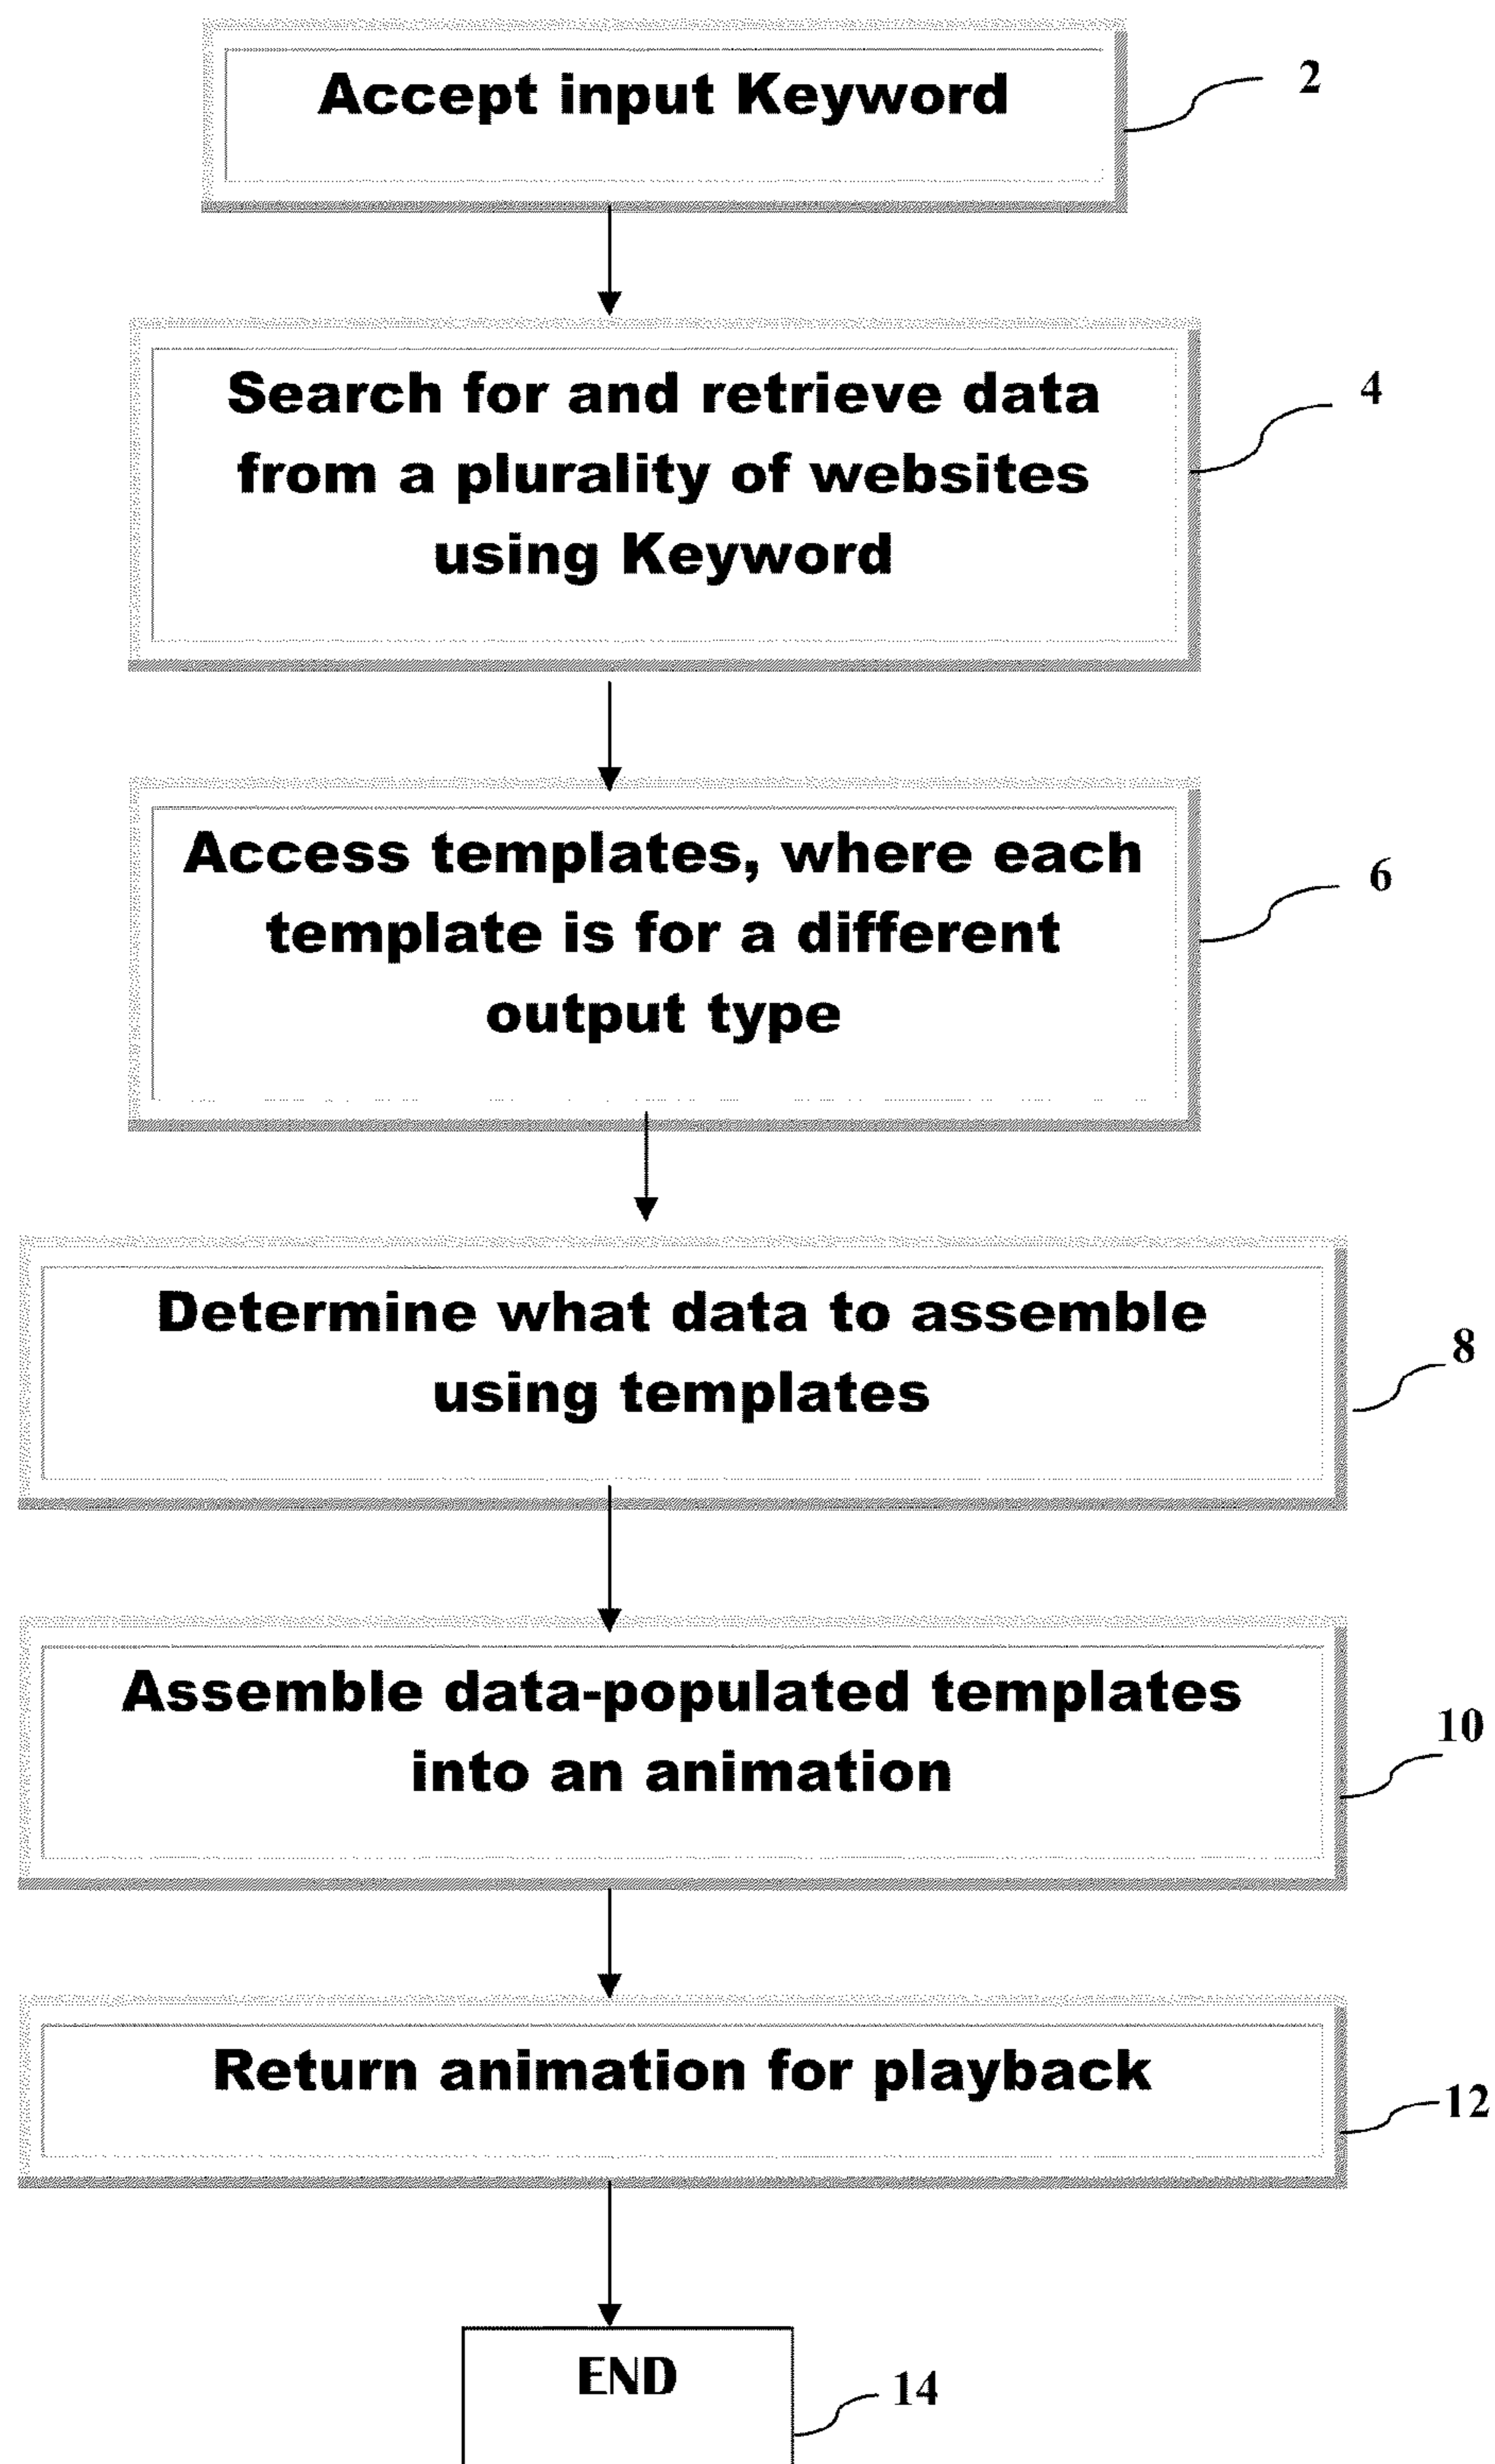 Accept input Keyword
2
Search for and retrieve data
from a plurality of websites
using Keyword
4
Access templates, where each
template is for a different
output type
6
Determine what data to assemble
using templates
8
Assemble data-populated templates
into an animation
10
Return animation for playback
12
END
14